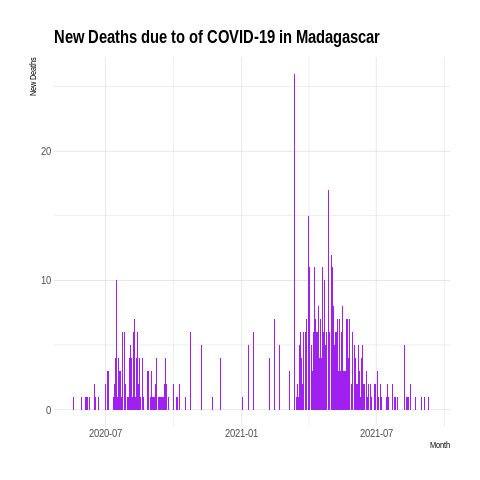 New Deaths due to of COVID-19 in Madagascar
New Deaths
20
10
0
2020-07
2021-01
2021-07
Month